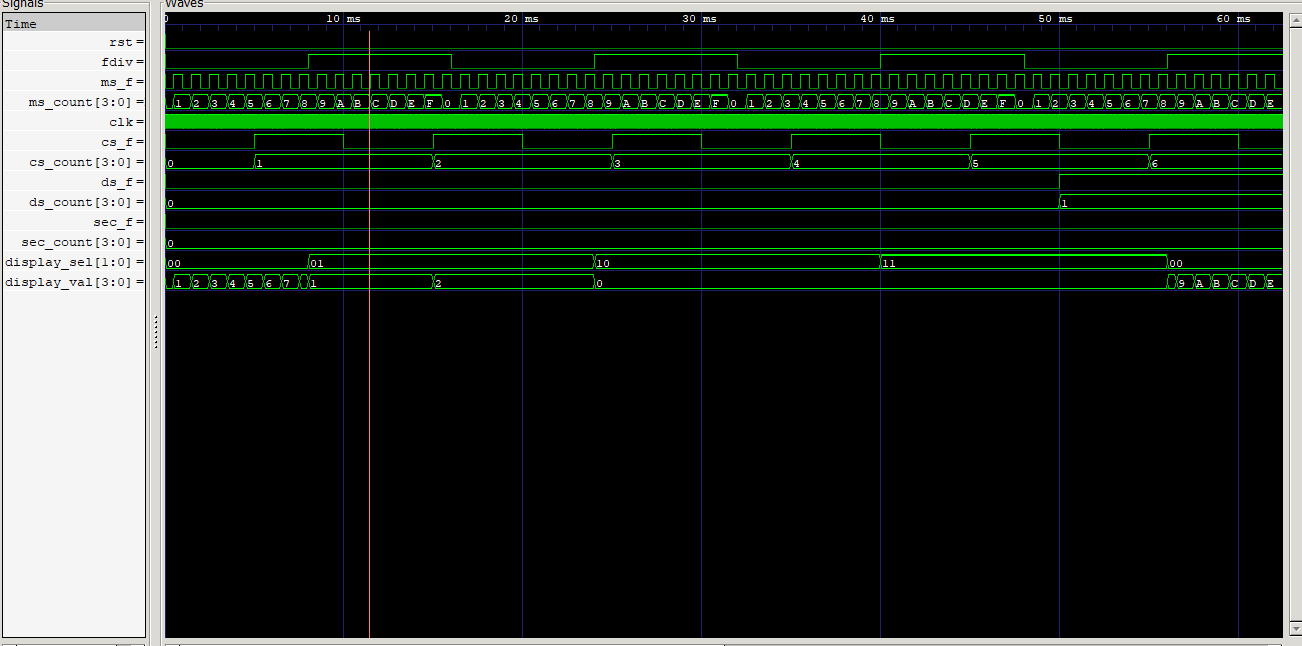 Signals
Waves
Time
0 10 ms 20 ms 30 ms 40 ms 50 ms 60 ms
rst =
fdiv =
ms_f =
ms_count[3:0] = 1 2 3 4 5 6 7 8 9 A B C D E F 0 1 2 3 4 5 6 7 8 9 A B C D E F 0 1 2 3 4 5 6 7 8 9 A B C D E F 0 1 2 3 4 5 6 7 8 9 A B C D E
clk =
cs_f =
cs_count[3:0] = 0 1 2 3 4 5 6
ds_f =
ds_count[3:0] = 0 1
sec_f =
sec_count[3:0] = 0
display_sel[1:0] = 00 01 10 11 00
display_val[3:0] = 1 2 3 4 5 6 7 1 2 0 9 A B C D E